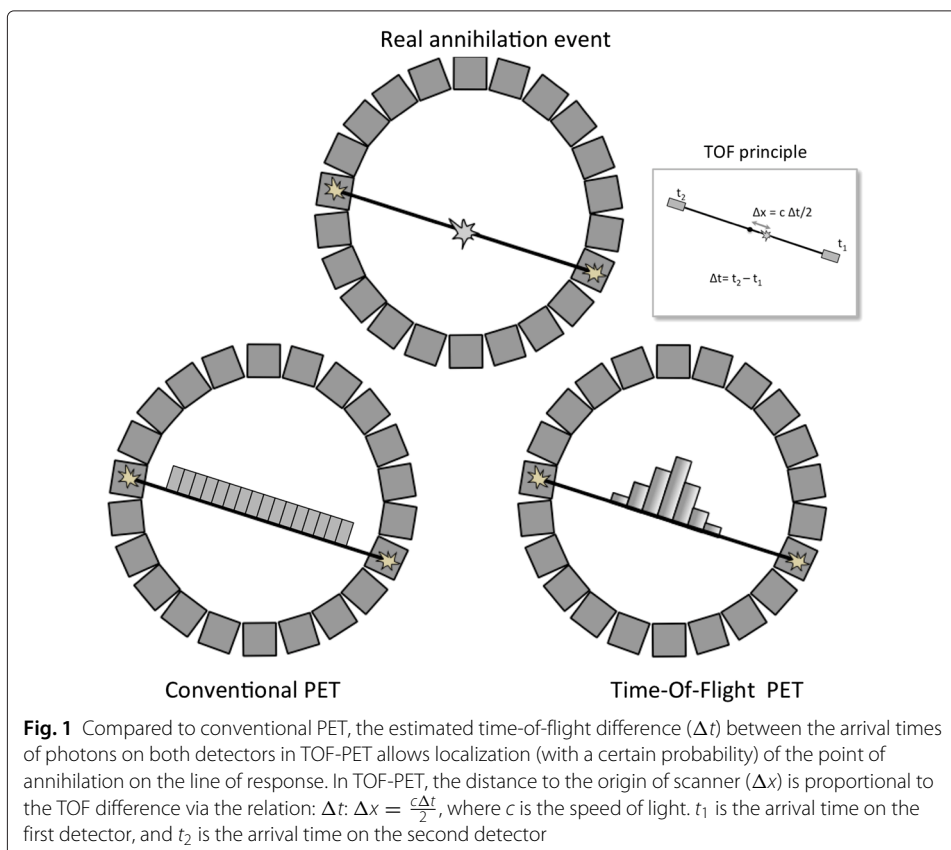 Real annihilation event
TOF principle
t₂
Δx = c Δt/2
t₁
Δt= t₂ – t₁
Conventional PET
Time-Of-Flight PET
Fig. 1 Compared to conventional PET, the estimated time-of-flight difference (Δt) between the arrival times
of photons on both detectors in TOF-PET allows localization (with a certain probability) of the point of
annihilation on the line of response. In TOF-PET, the distance to the origin of scanner (Δx) is proportional to
the TOF difference via the relation: Δt: Δx = cΔt/2, where c is the speed of light. t₁ is the arrival time on the
first detector, and t₂ is the arrival time on the second detector